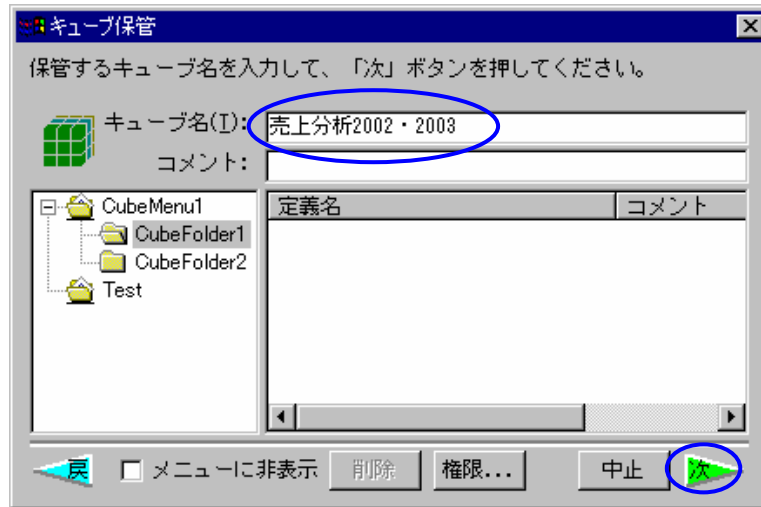 キューブ保管
保管するキューブ名を入力して、「次」ボタンを押してください。
キューブ名(I): 売上分析2002・2003
コメント:
CubeMenu1
CubeFolder1
CubeFolder2
Test
定義名 コメント
戻 メニューに非表示 削除 権限... 中止 次